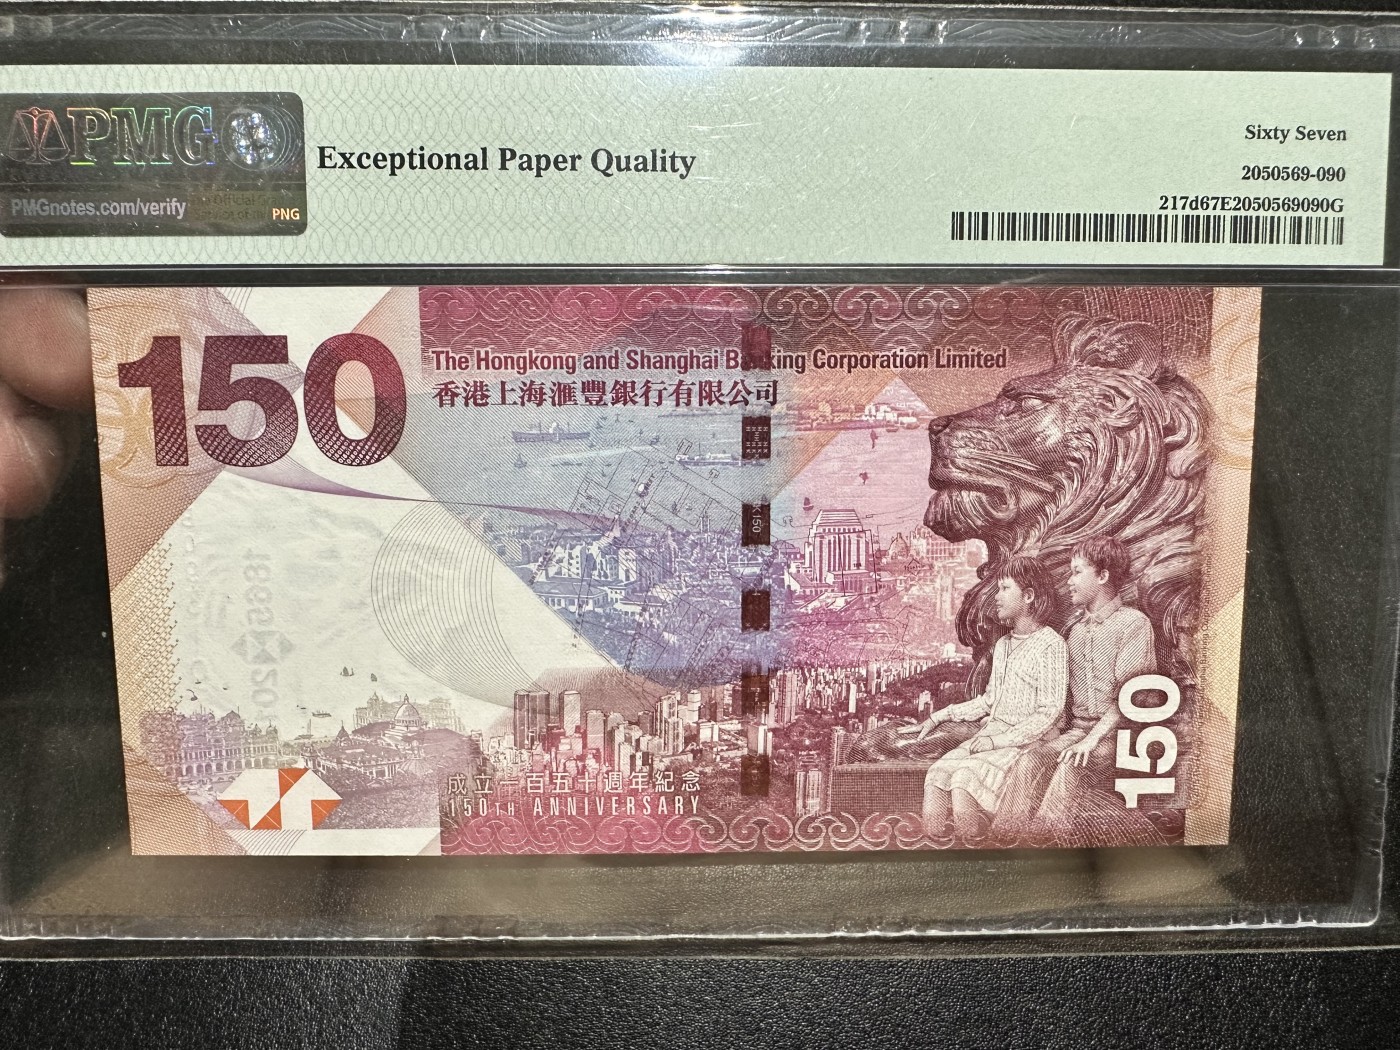 PMG
PMGnotes.com/verify
PNG
Exceptional Paper Quality
Sixty Seven
2050569-090
217d67E2050569090G
150
The Hongkong and Shanghai Banking Corporation Limited
香港上海滙豐銀行有限公司
150
成立一百五十週年紀念
150TH ANNIVERSARY
150